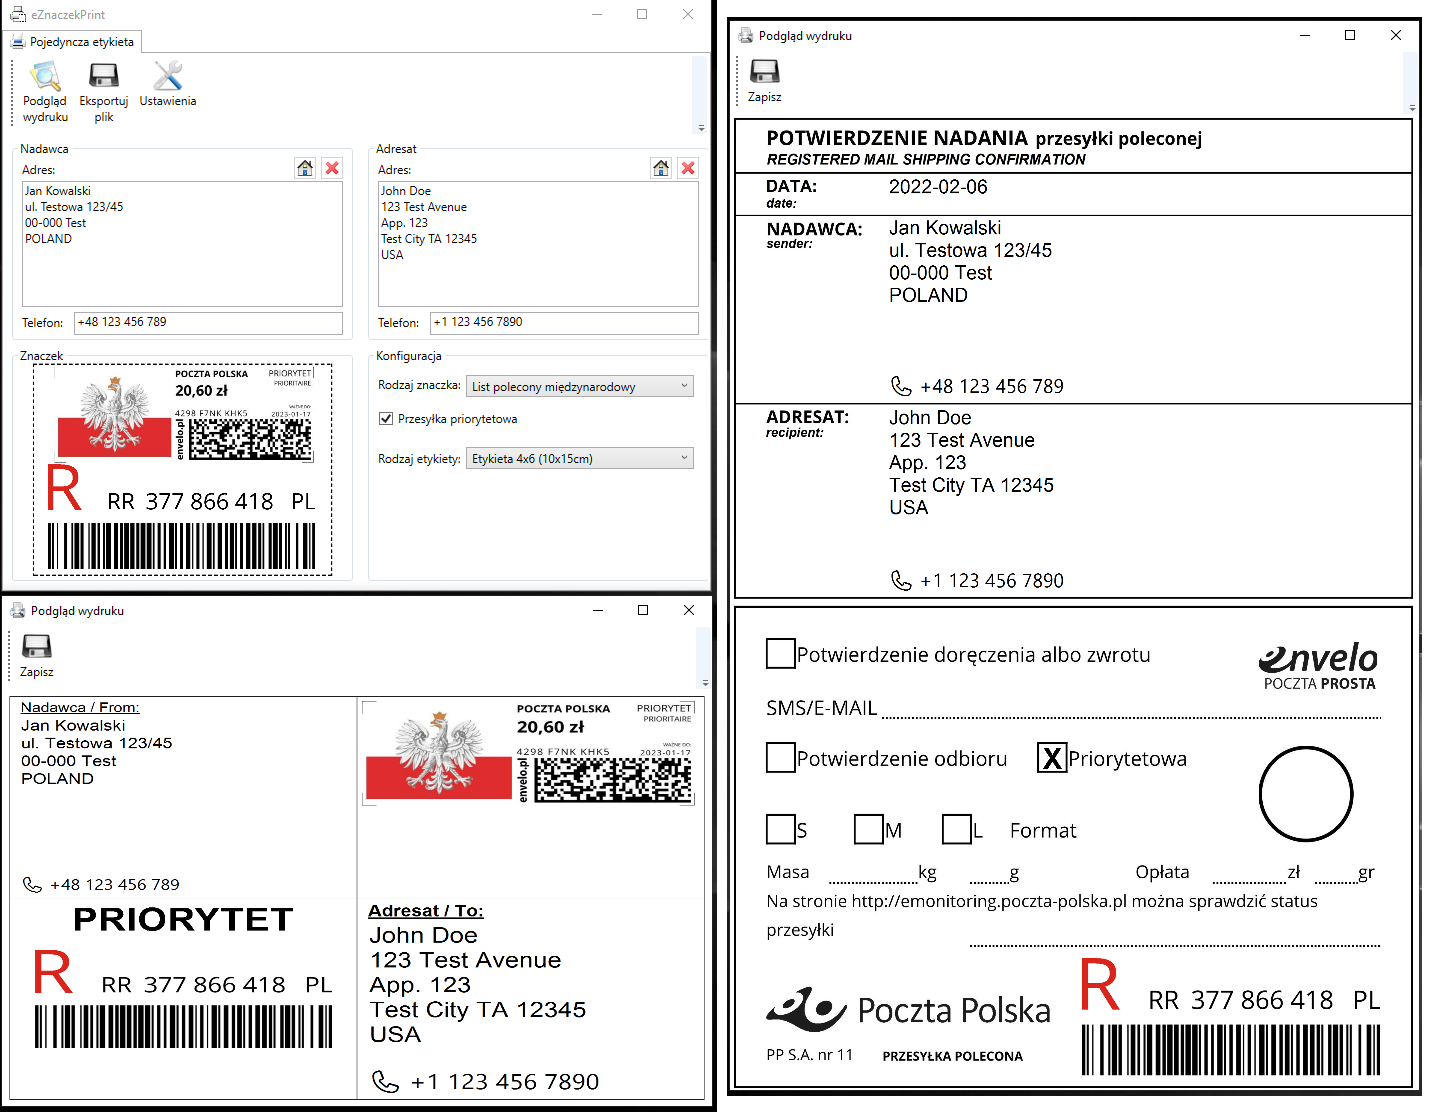 eZnaczekPrint
Pojedyncza etykieta
Podgląd wydruku
Eksportuj plik
Ustawienia
Nadawca
Adres:
Jan Kowalski
ul. Testowa 123/45
00-000 Test
POLAND
Telefon: +48 123 456 789
Adresat
Adres:
John Doe
123 Test Avenue
App. 123
Test City TA 12345
USA
Telefon: +1 123 456 7890
Znaczek
POCZTA POLSKA
20,60 zł
PRIORYTET
PRIORITAIRE
WAŻNE DO:
4298 F7NK KHK5 2023-01-17
envelo.pl
R RR 377 866 418 PL
Konfiguracja
Rodzaj znaczka: List polecony międzynarodowy
Przesyłka priorytetowa
Rodzaj etykiety: Etykieta 4x6 (10x15cm)
Podgląd wydruku
Zapisz
Nadawca / From:
Jan Kowalski
ul. Testowa 123/45
00-000 Test
POLAND
+48 123 456 789
POCZTA POLSKA
20,60 zł
PRIORYTET
PRIORITAIRE
WAŻNE DO:
4298 F7NK KHK5 2023-01-17
envelo.pl
PRIORYTET
R RR 377 866 418 PL
Adresat / To:
John Doe
123 Test Avenue
App. 123
Test City TA 12345
USA
+1 123 456 7890
Podgląd wydruku
Zapisz
POTWIERDZENIE NADANIA przesyłki poleconej
REGISTERED MAIL SHIPPING CONFIRMATION
DATA: 2022-02-06
date:
NADAWCA: Jan Kowalski
sender:
ul. Testowa 123/45
00-000 Test
POLAND
+48 123 456 789
ADRESAT: John Doe
recipient:
123 Test Avenue
App. 123
Test City TA 12345
USA
+1 123 456 7890
Potwierdzenie doręczenia albo zwrotu
envelo
POCZTA PROSTA
SMS/E-MAIL
Potwierdzenie odbioru X Priorytetowa
S M L Format
Masa kg g Opłata zł gr
Na stronie http://emonitoring.poczta-polska.pl można sprawdzić status
przesyłki
R RR 377 866 418 PL
Poczta Polska
PP S.A. nr 11 PRZESYŁKA POLECONA